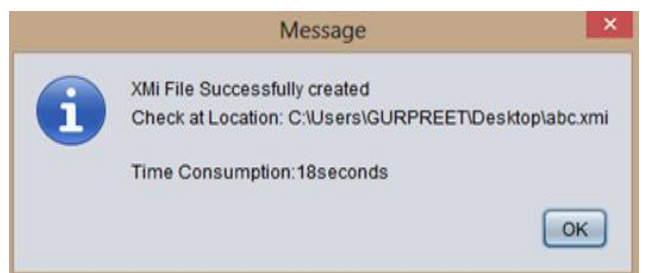 Message
XMi File Successfully created
Check at Location: C:\Users\GURPREET\Desktop\abc.xmi
Time Consumption:18seconds
OK